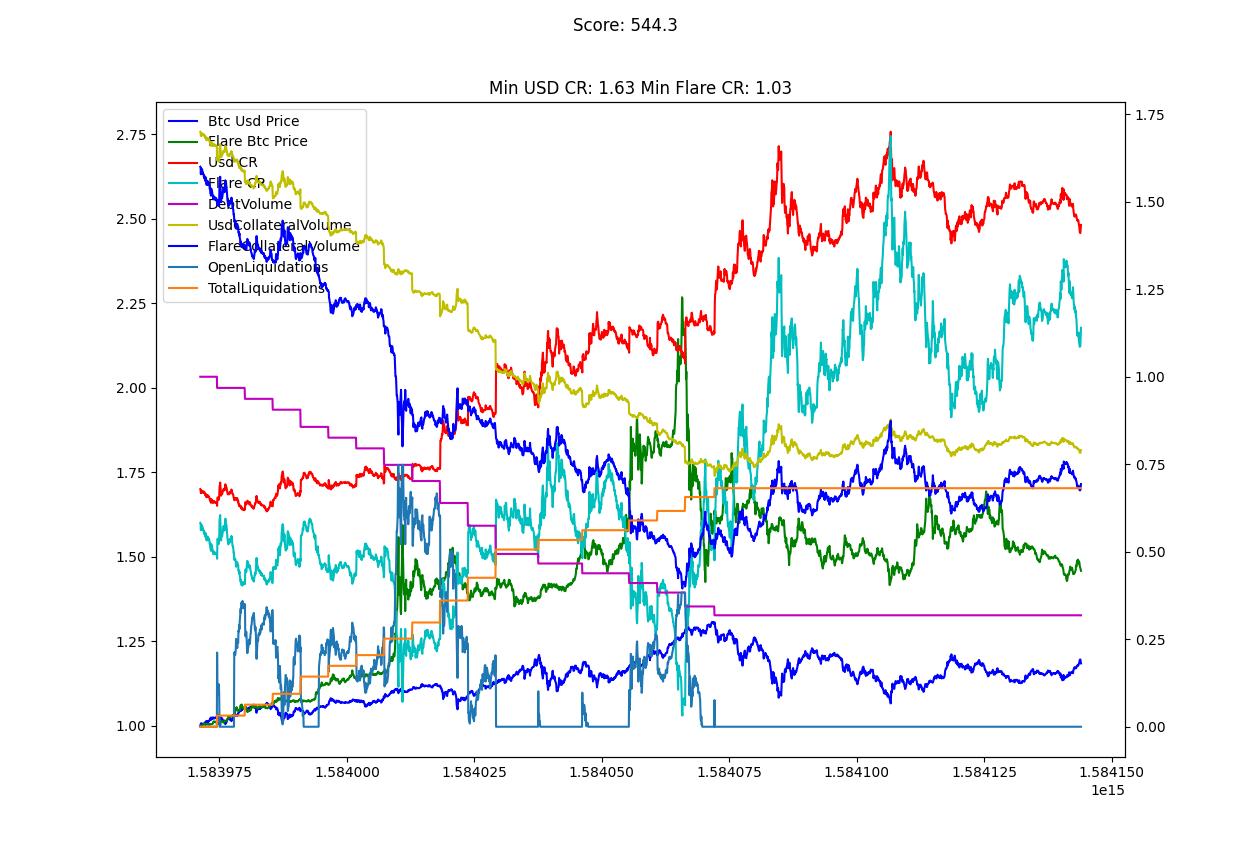 Score: 544.3
Min USD CR: 1.63 Min Flare CR: 1.03
Btc Usd Price
Flare Btc Price
Usd CR
Flare CR
DebtVolume
UsdCollateralVolume
FlareCollateralVolume
OpenLiquidations
TotalLiquidations
2.75
2.50
2.25
2.00
1.75
1.50
1.25
1.00
1.75
1.50
1.25
1.00
0.75
0.50
0.25
0.00
1.583975
1.584000
1.584025
1.584050
1.584075
1.584100
1.584125
1.584150
1e15